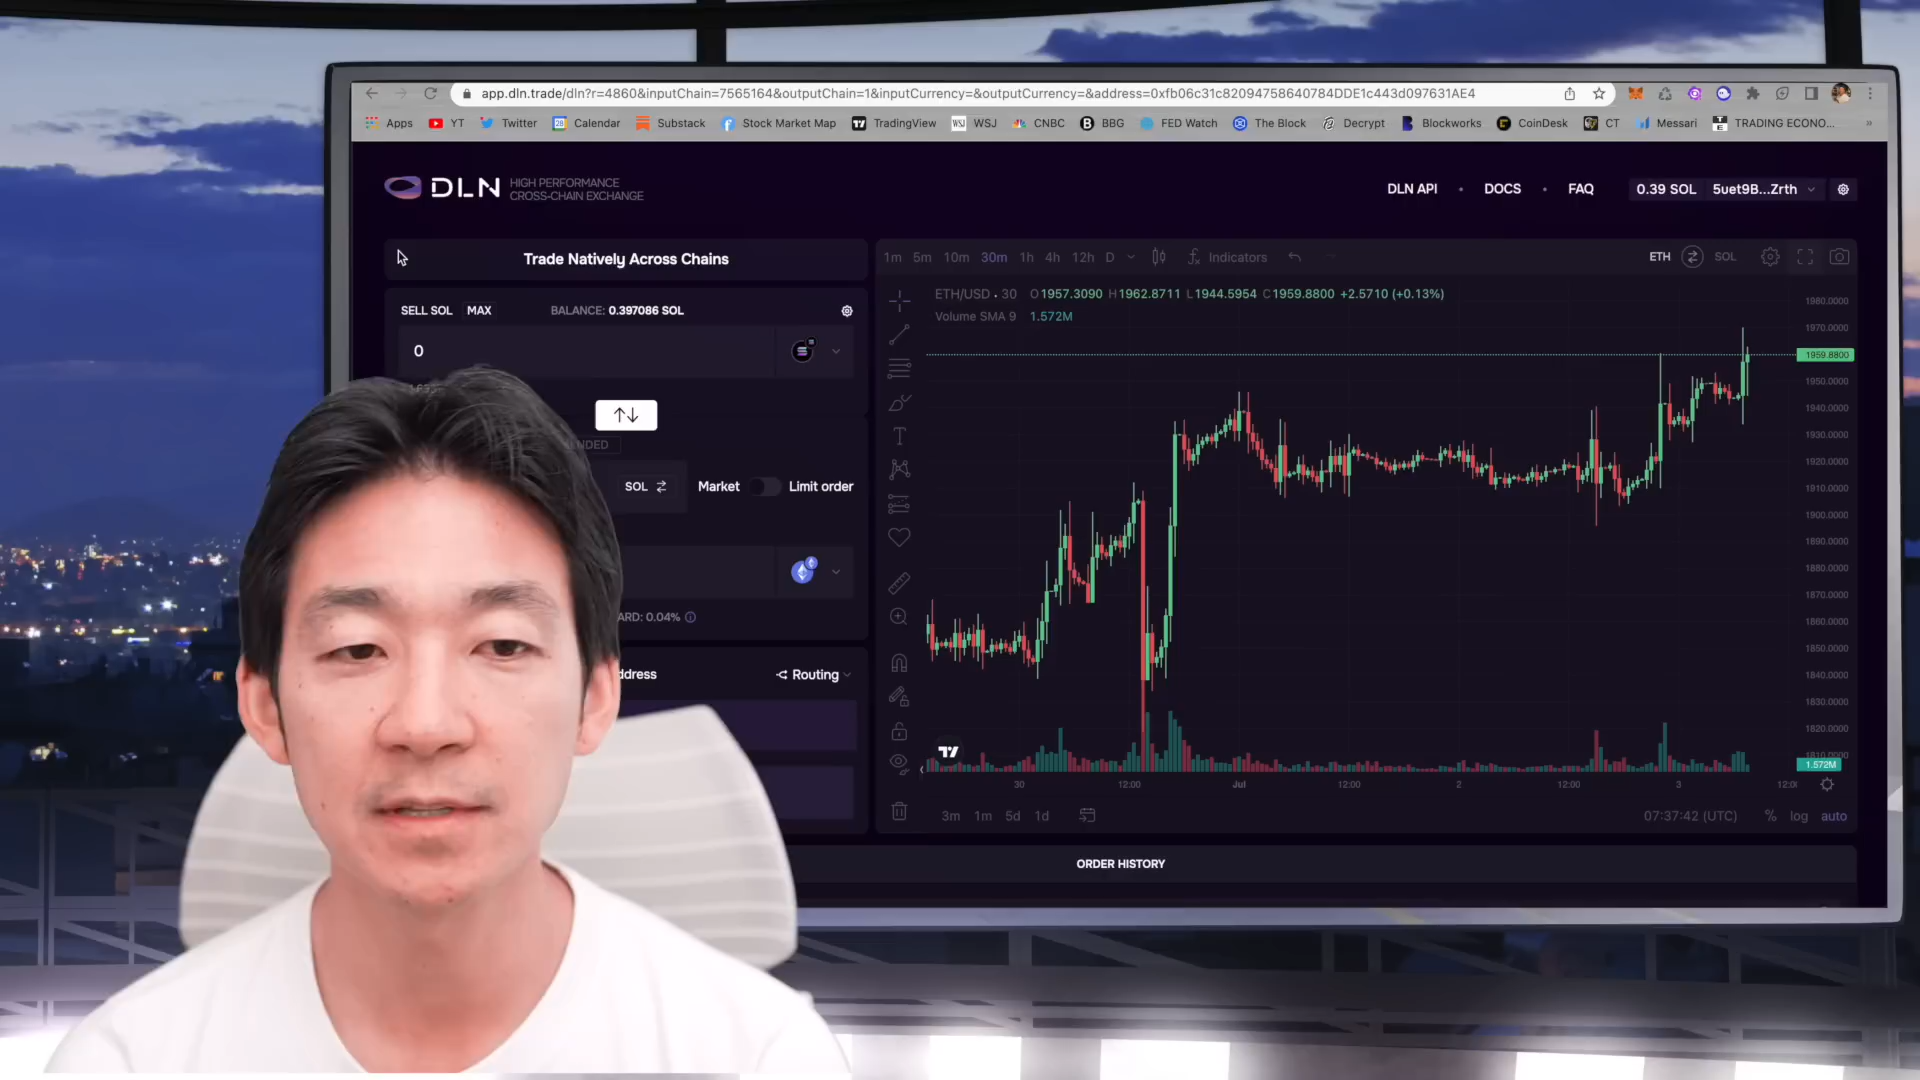 app.dln.trade/dln?r=4860&inputChain=7565164&outputChain=1&inputCurrency=&outputCurrency=&address=0xfb06c31c82094758640784DDE1c443d097631AE4
Apps YT Twitter Calendar Substack Stock Market Map TradingView WSJ CNBC BBG FED Watch The Block Decrypt Blockworks CoinDesk CT Messari TRADING ECONO... »
DLN HIGH PERFORMANCE
CROSS-CHAIN EXCHANGE
DLN API • DOCS • FAQ 0.39 SOL 5uet9B...Zrth
Trade Natively Across Chains
1m 5m 10m 30m 1h 4h 12h D Indicators ETH SOL
SELL SOL MAX BALANCE: 0.397086 SOL
0
SOL Market Limit order
ARD: 0.04%
ddress Routing
ETH/USD • 30 O1957.3090 H1962.8711 L1944.5954 C1959.8800 +2.5710 (+0.13%)
Volume SMA 9 1.572M
1980.0000
1970.0000
1959.8800
1950.0000
1940.0000
1930.0000
1920.0000
1910.0000
1900.0000
1890.0000
1880.0000
1870.0000
1860.0000
1850.0000
1840.0000
1830.0000
1820.0000
1810.0000
1.572M
30 12:00 Jul 12:00 2 12:00 3 12:0
3m 1m 5d 1d 07:37:42 (UTC) % log auto
ORDER HISTORY